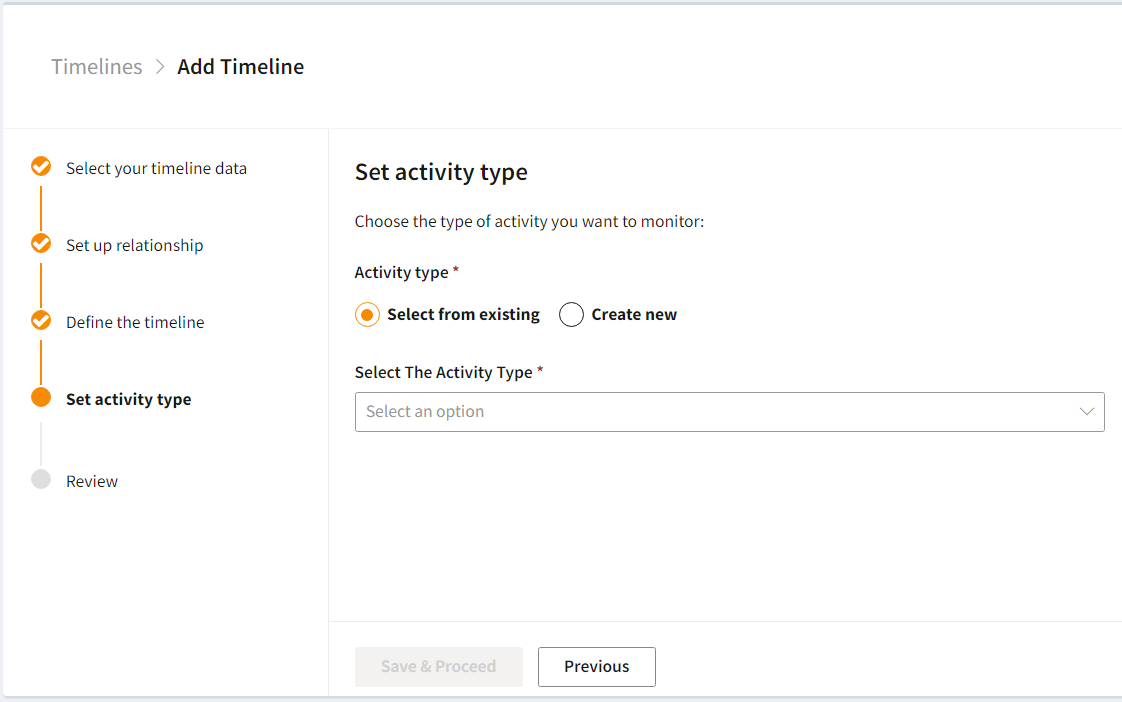 Timelines > Add Timeline
Select your timeline data
Set up relationship
Define the timeline
Set activity type
Review
Set activity type
Choose the type of activity you want to monitor:
Activity type *
Select from existing Create new
Select The Activity Type *
Select an option
Save & Proceed Previous